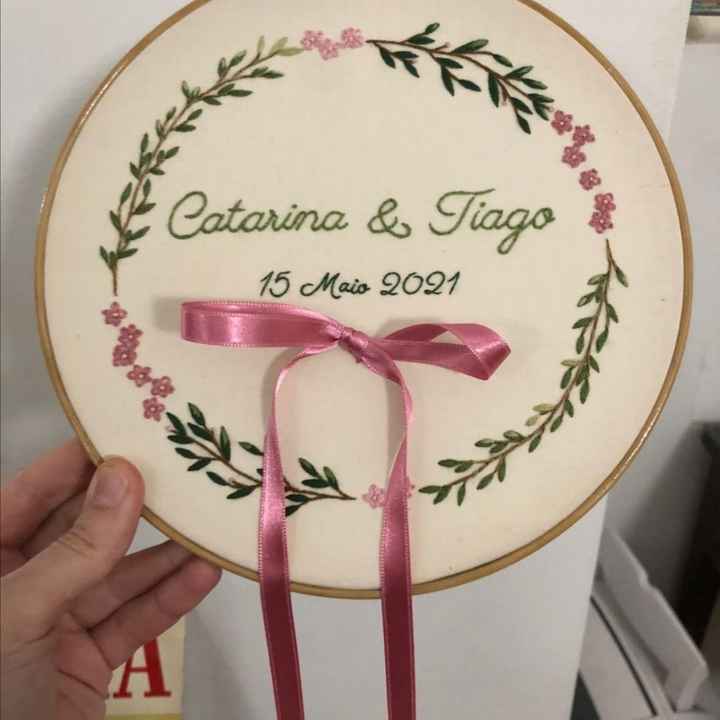 Catarina & Tiago
15 Maio 2021
A